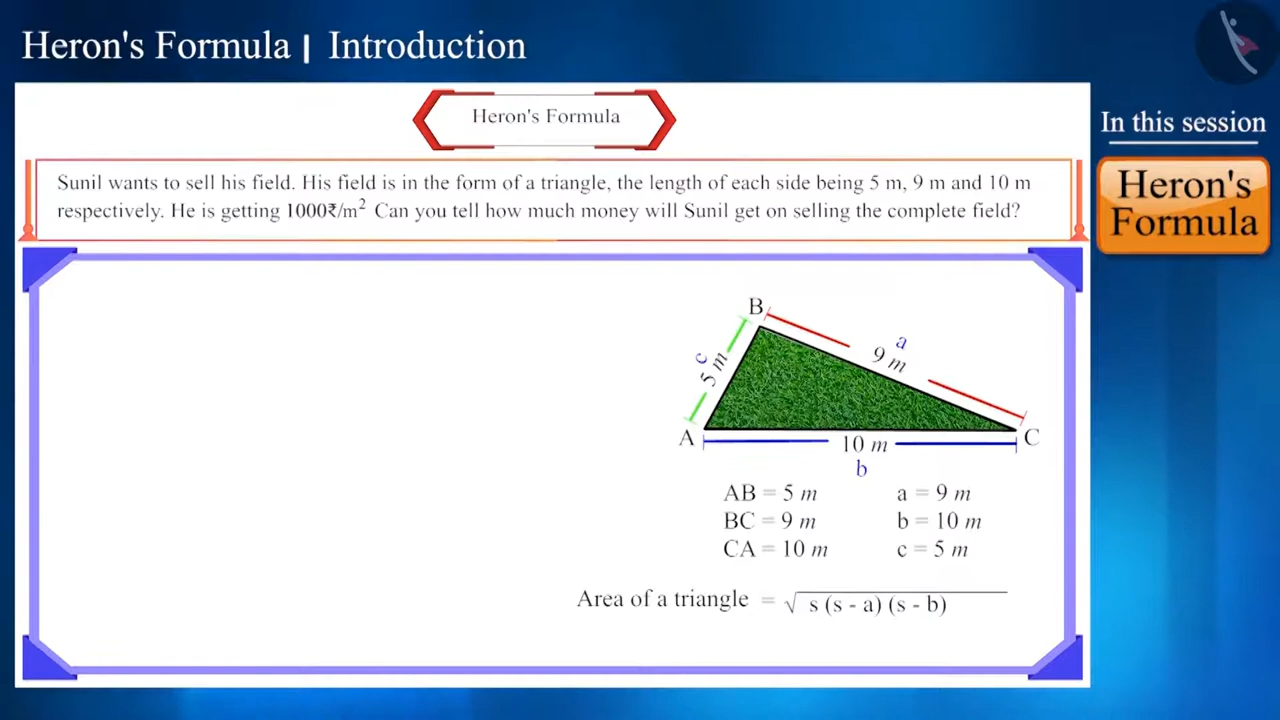 Heron's Formula | Introduction
In this session
Heron's
Formula
Heron's Formula
Sunil wants to sell his field. His field is in the form of a triangle, the length of each side being 5 m, 9 m and 10 m
respectively. He is getting 1000₹/m² Can you tell how much money will Sunil get on selling the complete field?
B
a
9 m
c
5 m
A
10 m
C
b
AB = 5 m
a = 9 m
BC = 9 m
b = 10 m
CA = 10 m
c = 5 m
Area of a triangle = √ s (s - a) (s - b)